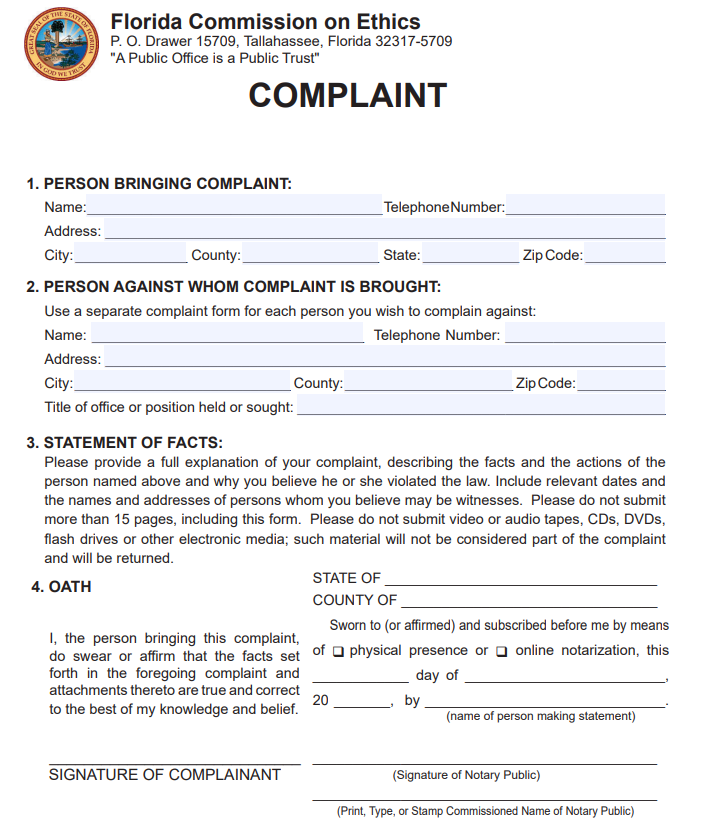 GREAT SEAL OF THE STATE OF FLORIDA
IN GOD WE TRUST
Florida Commission on Ethics
P. O. Drawer 15709, Tallahassee, Florida 32317-5709
"A Public Office is a Public Trust"
COMPLAINT
1. PERSON BRINGING COMPLAINT:
Name: Telephone Number:
Address:
City: County: State: Zip Code:
2. PERSON AGAINST WHOM COMPLAINT IS BROUGHT:
Use a separate complaint form for each person you wish to complain against:
Name: Telephone Number:
Address:
City: County: Zip Code:
Title of office or position held or sought:
3. STATEMENT OF FACTS:
Please provide a full explanation of your complaint, describing the facts and the actions of the
person named above and why you believe he or she violated the law. Include relevant dates and
the names and addresses of persons whom you believe may be witnesses. Please do not submit
more than 15 pages, including this form. Please do not submit video or audio tapes, CDs, DVDs,
flash drives or other electronic media; such material will not be considered part of the complaint
and will be returned.
4. OATH
I, the person bringing this complaint,
do swear or affirm that the facts set
forth in the foregoing complaint and
attachments thereto are true and correct
to the best of my knowledge and belief.
SIGNATURE OF COMPLAINANT
STATE OF
COUNTY OF
Sworn to (or affirmed) and subscribed before me by means
of ❑ physical presence or ❑ online notarization, this
day of ,
20 , by .
(name of person making statement)
(Signature of Notary Public)
(Print, Type, or Stamp Commissioned Name of Notary Public)